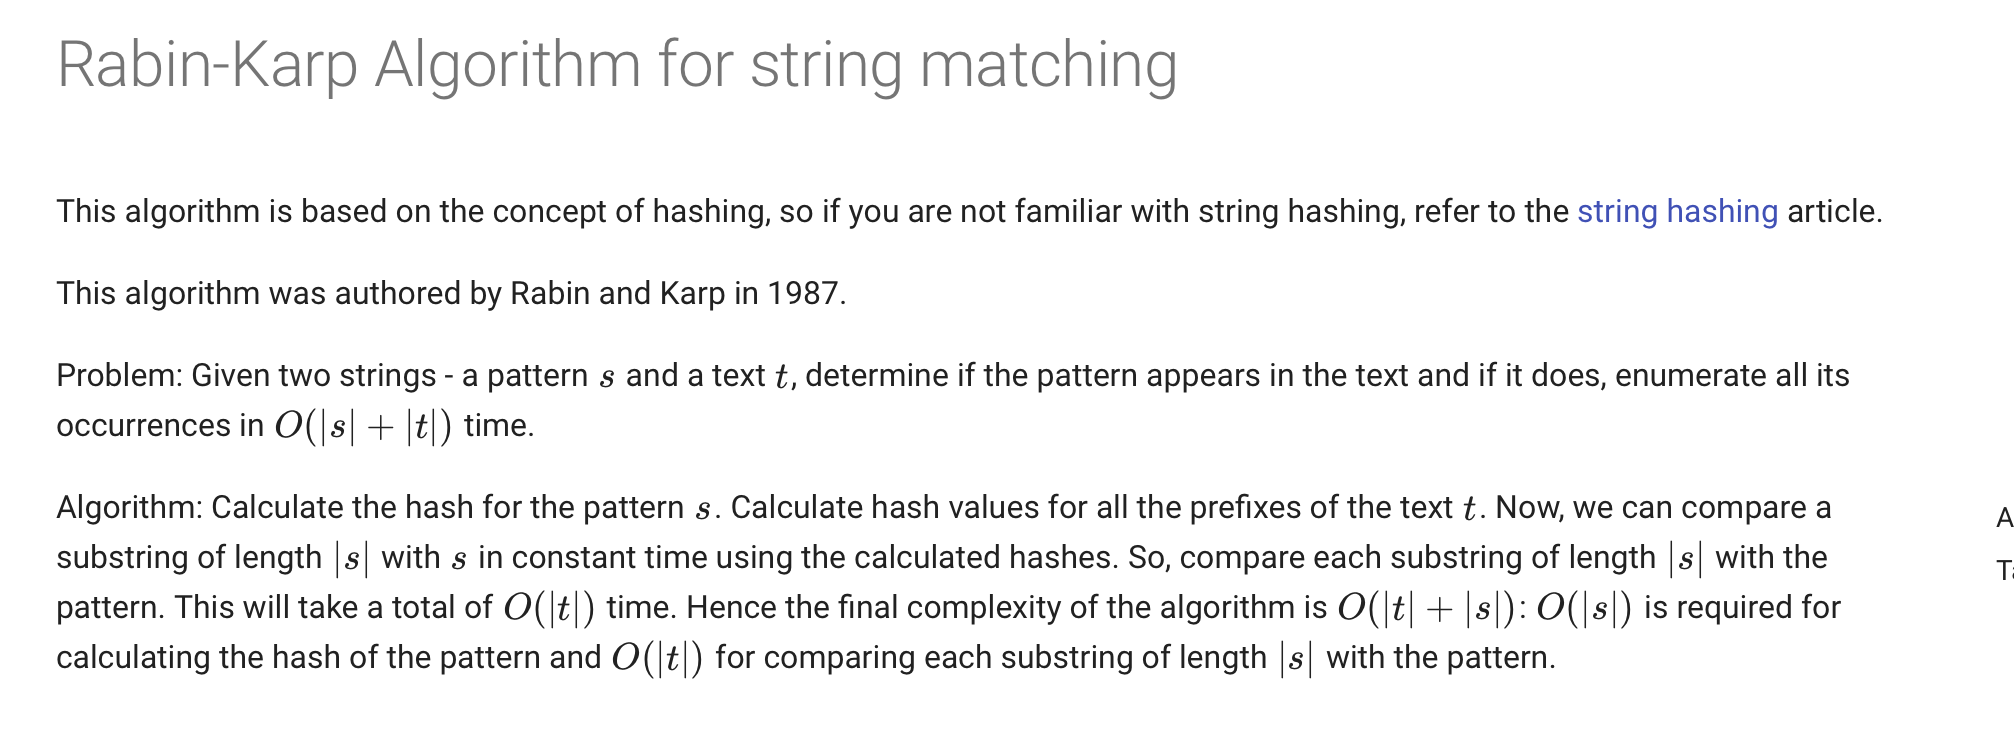 Rabin-Karp Algorithm for string matching
This algorithm is based on the concept of hashing, so if you are not familiar with string hashing, refer to the string hashing article.
This algorithm was authored by Rabin and Karp in 1987.
Problem: Given two strings - a pattern s and a text t, determine if the pattern appears in the text and if it does, enumerate all its
occurrences in O(|s| + |t|) time.
Algorithm: Calculate the hash for the pattern s. Calculate hash values for all the prefixes of the text t. Now, we can compare a
substring of length |s| with s in constant time using the calculated hashes. So, compare each substring of length |s| with the
pattern. This will take a total of O(|t|) time. Hence the final complexity of the algorithm is O(|t| + |s|): O(|s|) is required for
calculating the hash of the pattern and O(|t|) for comparing each substring of length |s| with the pattern.